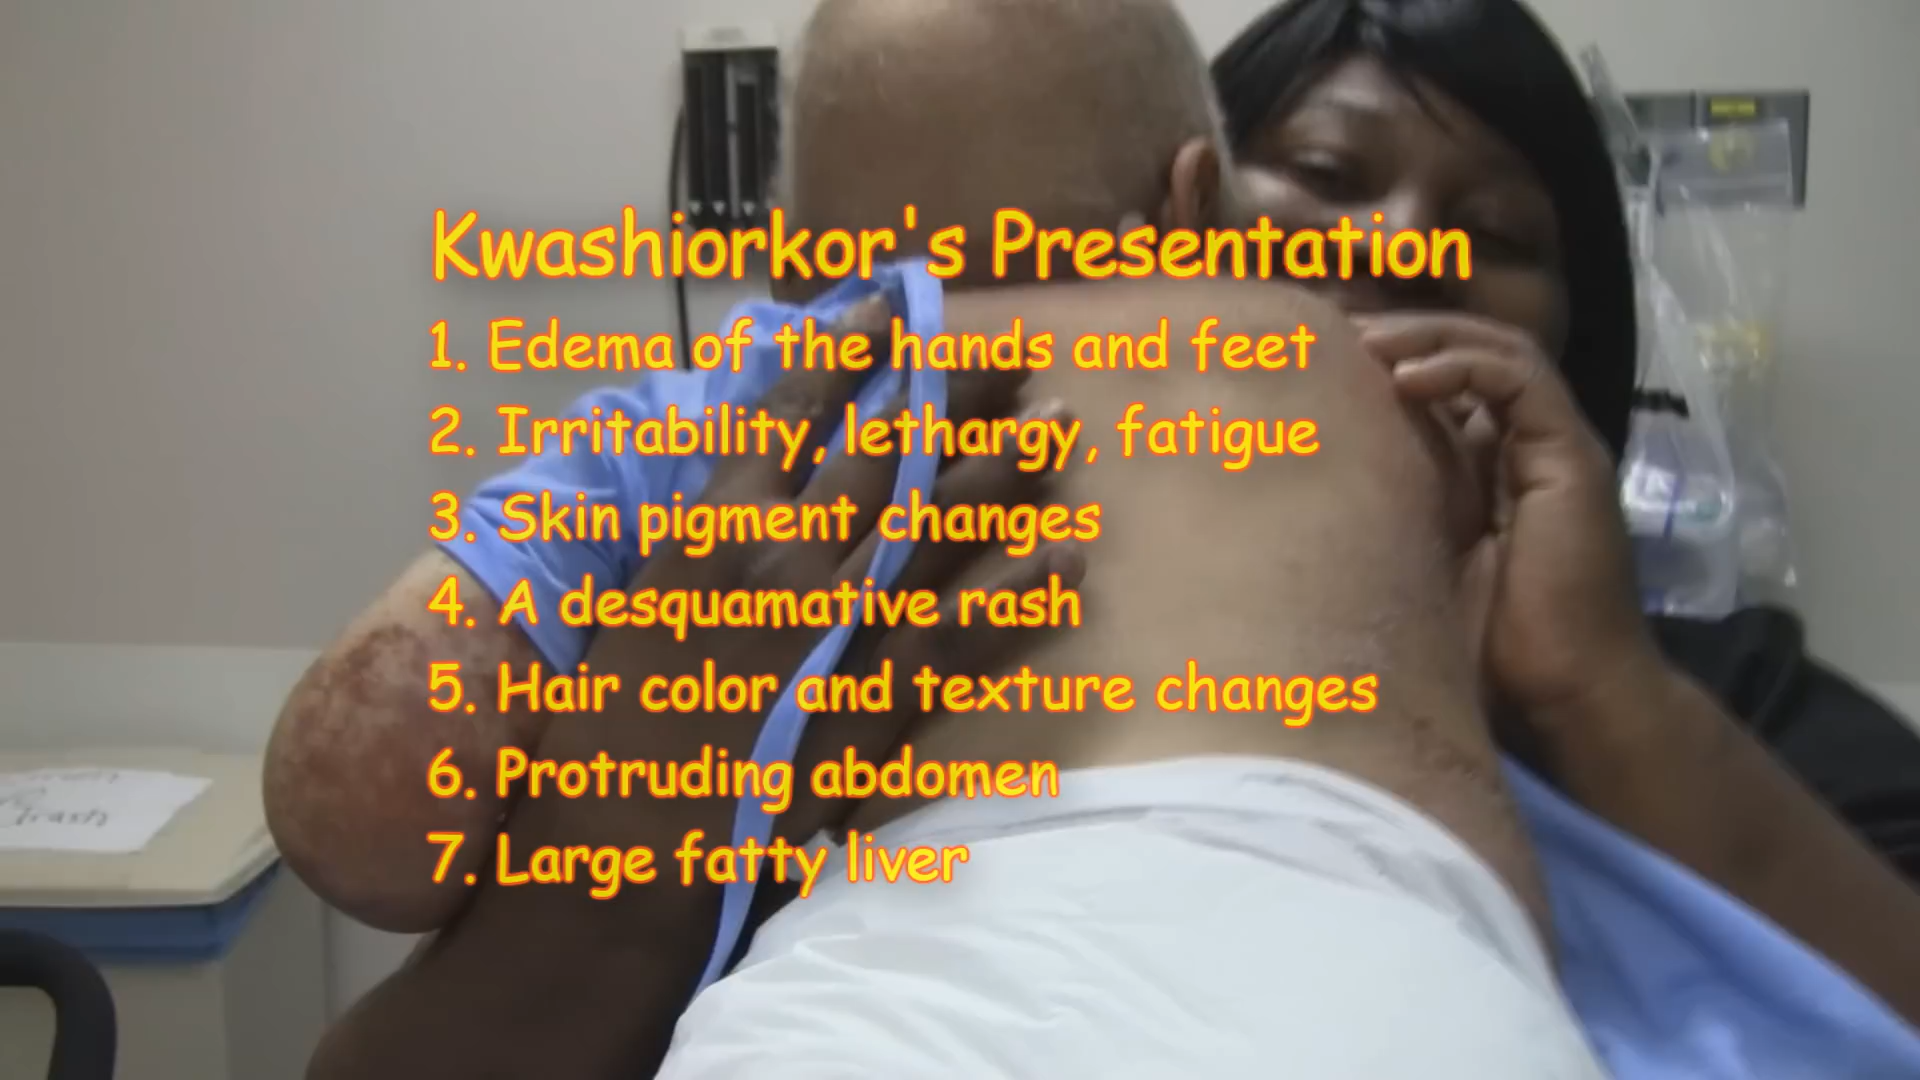 Kwashiorkor's Presentation
1. Edema of the hands and feet
2. Irritability, lethargy, fatigue
3. Skin pigment changes
4. A desquamative rash
5. Hair color and texture changes
6. Protruding abdomen
7. Large fatty liver